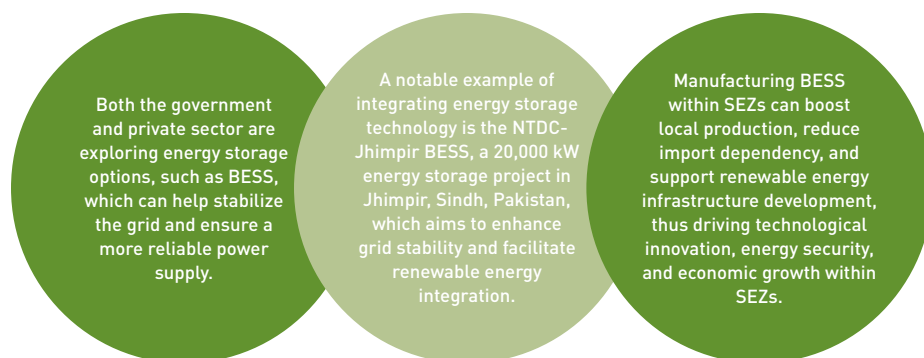 Both the government
and private sector are
exploring energy storage
options, such as BESS,
which can help stabilize
the grid and ensure a
more reliable power
supply.
A notable example of
integrating energy storage
technology is the NTDC-
Jhimpir BESS, a 20,000 kW
energy storage project in
Jhimpir, Sindh, Pakistan,
which aims to enhance
grid stability and facilitate
renewable energy
integration.
Manufacturing BESS
within SEZs can boost
local production, reduce
import dependency, and
support renewable energy
infrastructure development,
thus driving technological
innovation, energy security,
and economic growth within
SEZs.